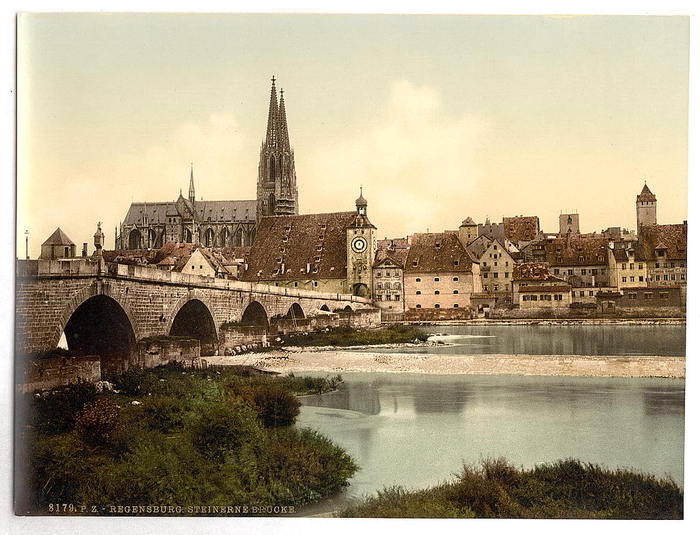 8179. P. Z - REGENSBURG. STEINERNE BRÜCKE.